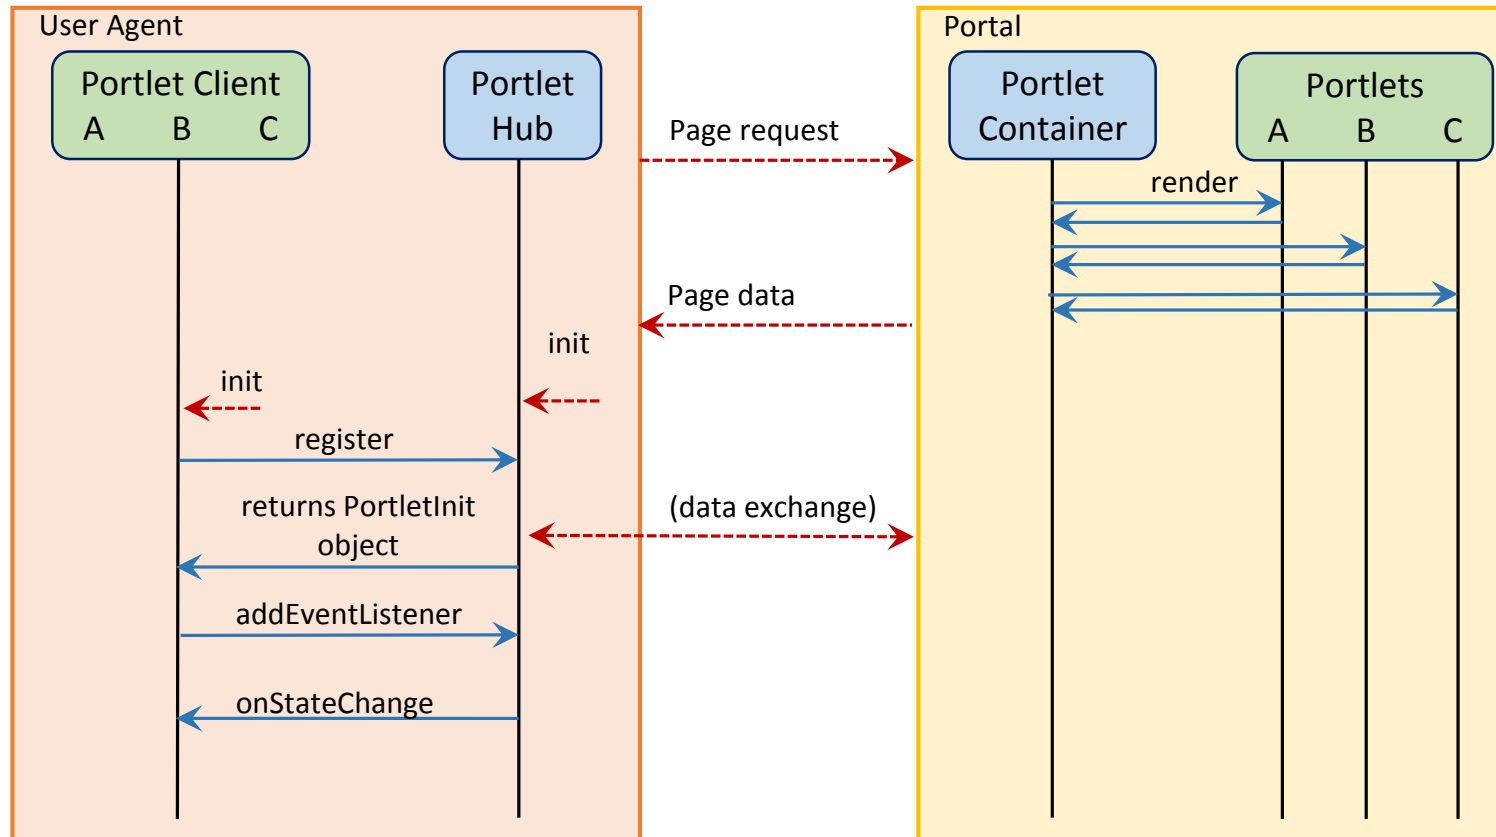 User Agent
Portlet Client
A B C
Portlet
Hub
Page request
Page data
init
init
register
returns PortletInit
object
(data exchange)
addEventListener
onStateChange
Portal
Portlet
Container
Portlets
A B C
render